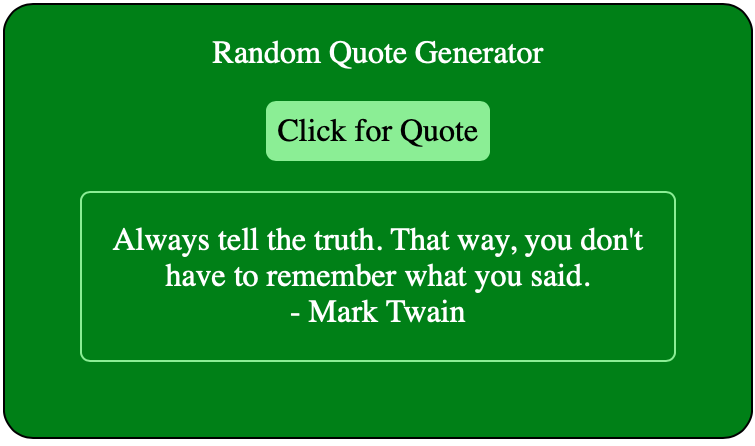 Random Quote Generator
Click for Quote
Always tell the truth. That way, you don't
have to remember what you said.
- Mark Twain